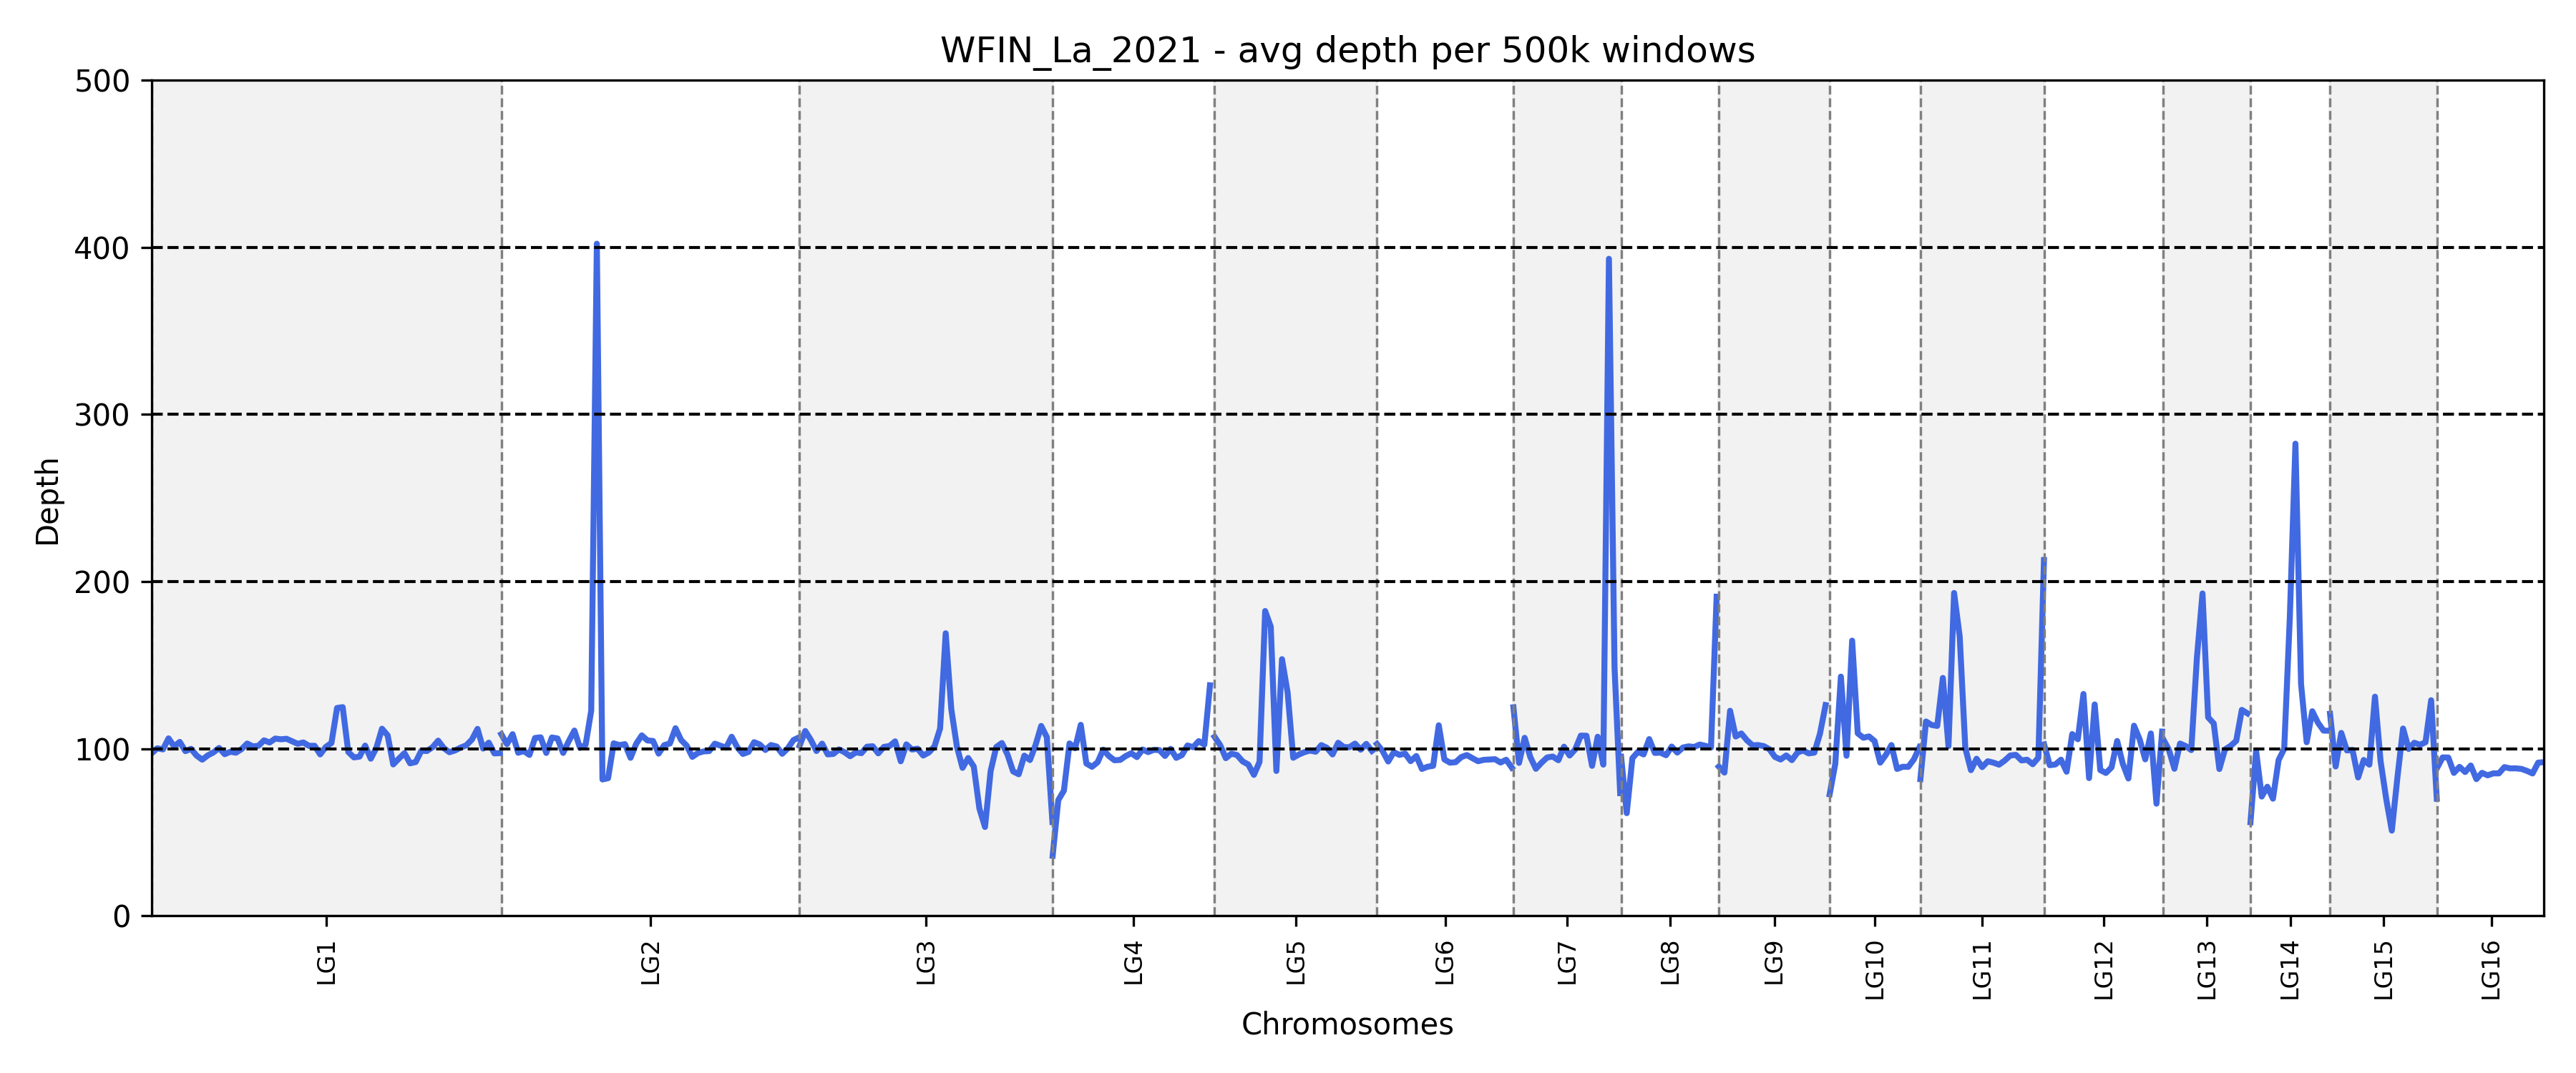 WFIN_La_2021 - avg depth per 500k windows
500
400
300
200
100
0
Depth
LG1
LG2
LG3
LG4
LG5
LG6
LG7
LG8
LG9
LG10
LG11
LG12
LG13
LG14
LG15
LG16
Chromosomes